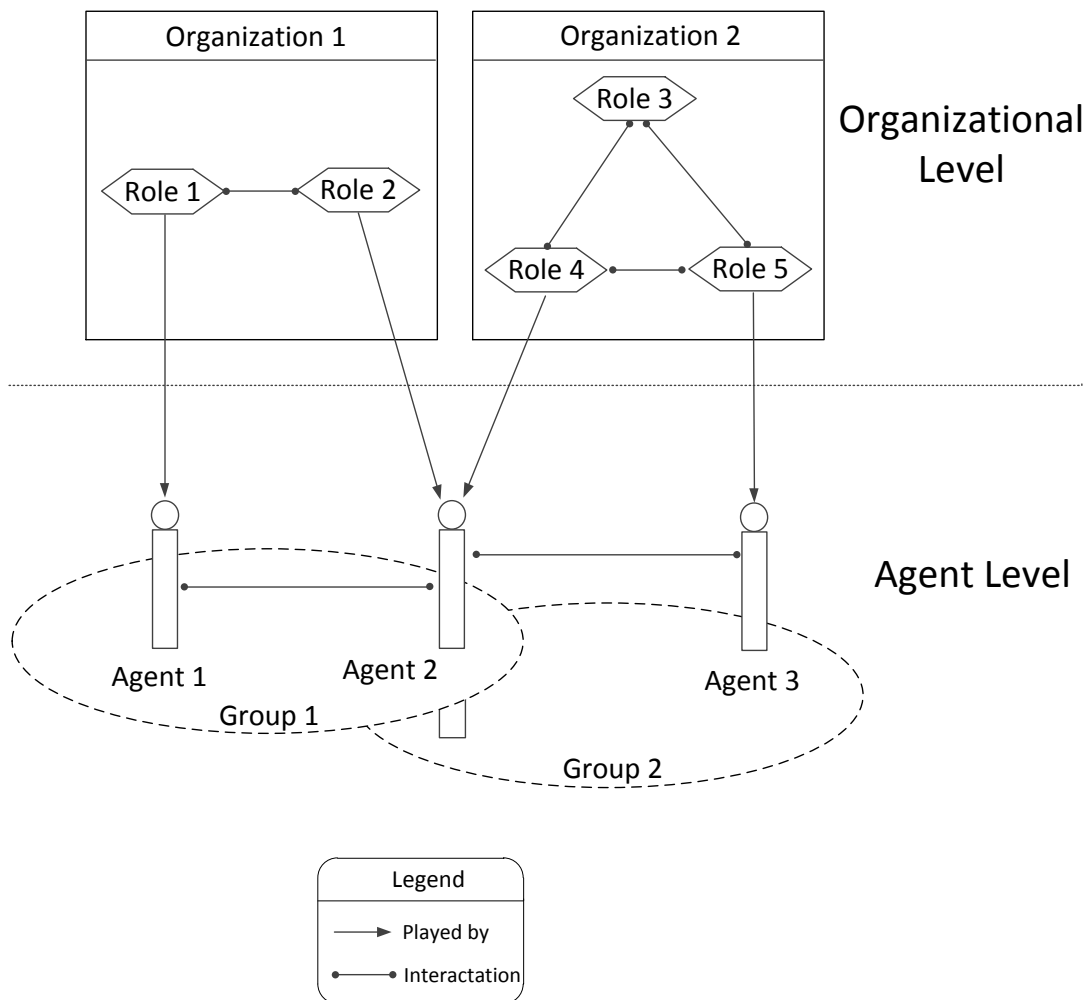 Organization 1
Organization 2
Role 3
Organizational
Level
Role 1
Role 2
Role 4
Role 5
Agent Level
Agent 1
Agent 2
Agent 3
Group 1
Group 2
Legend
Played by
Interactation